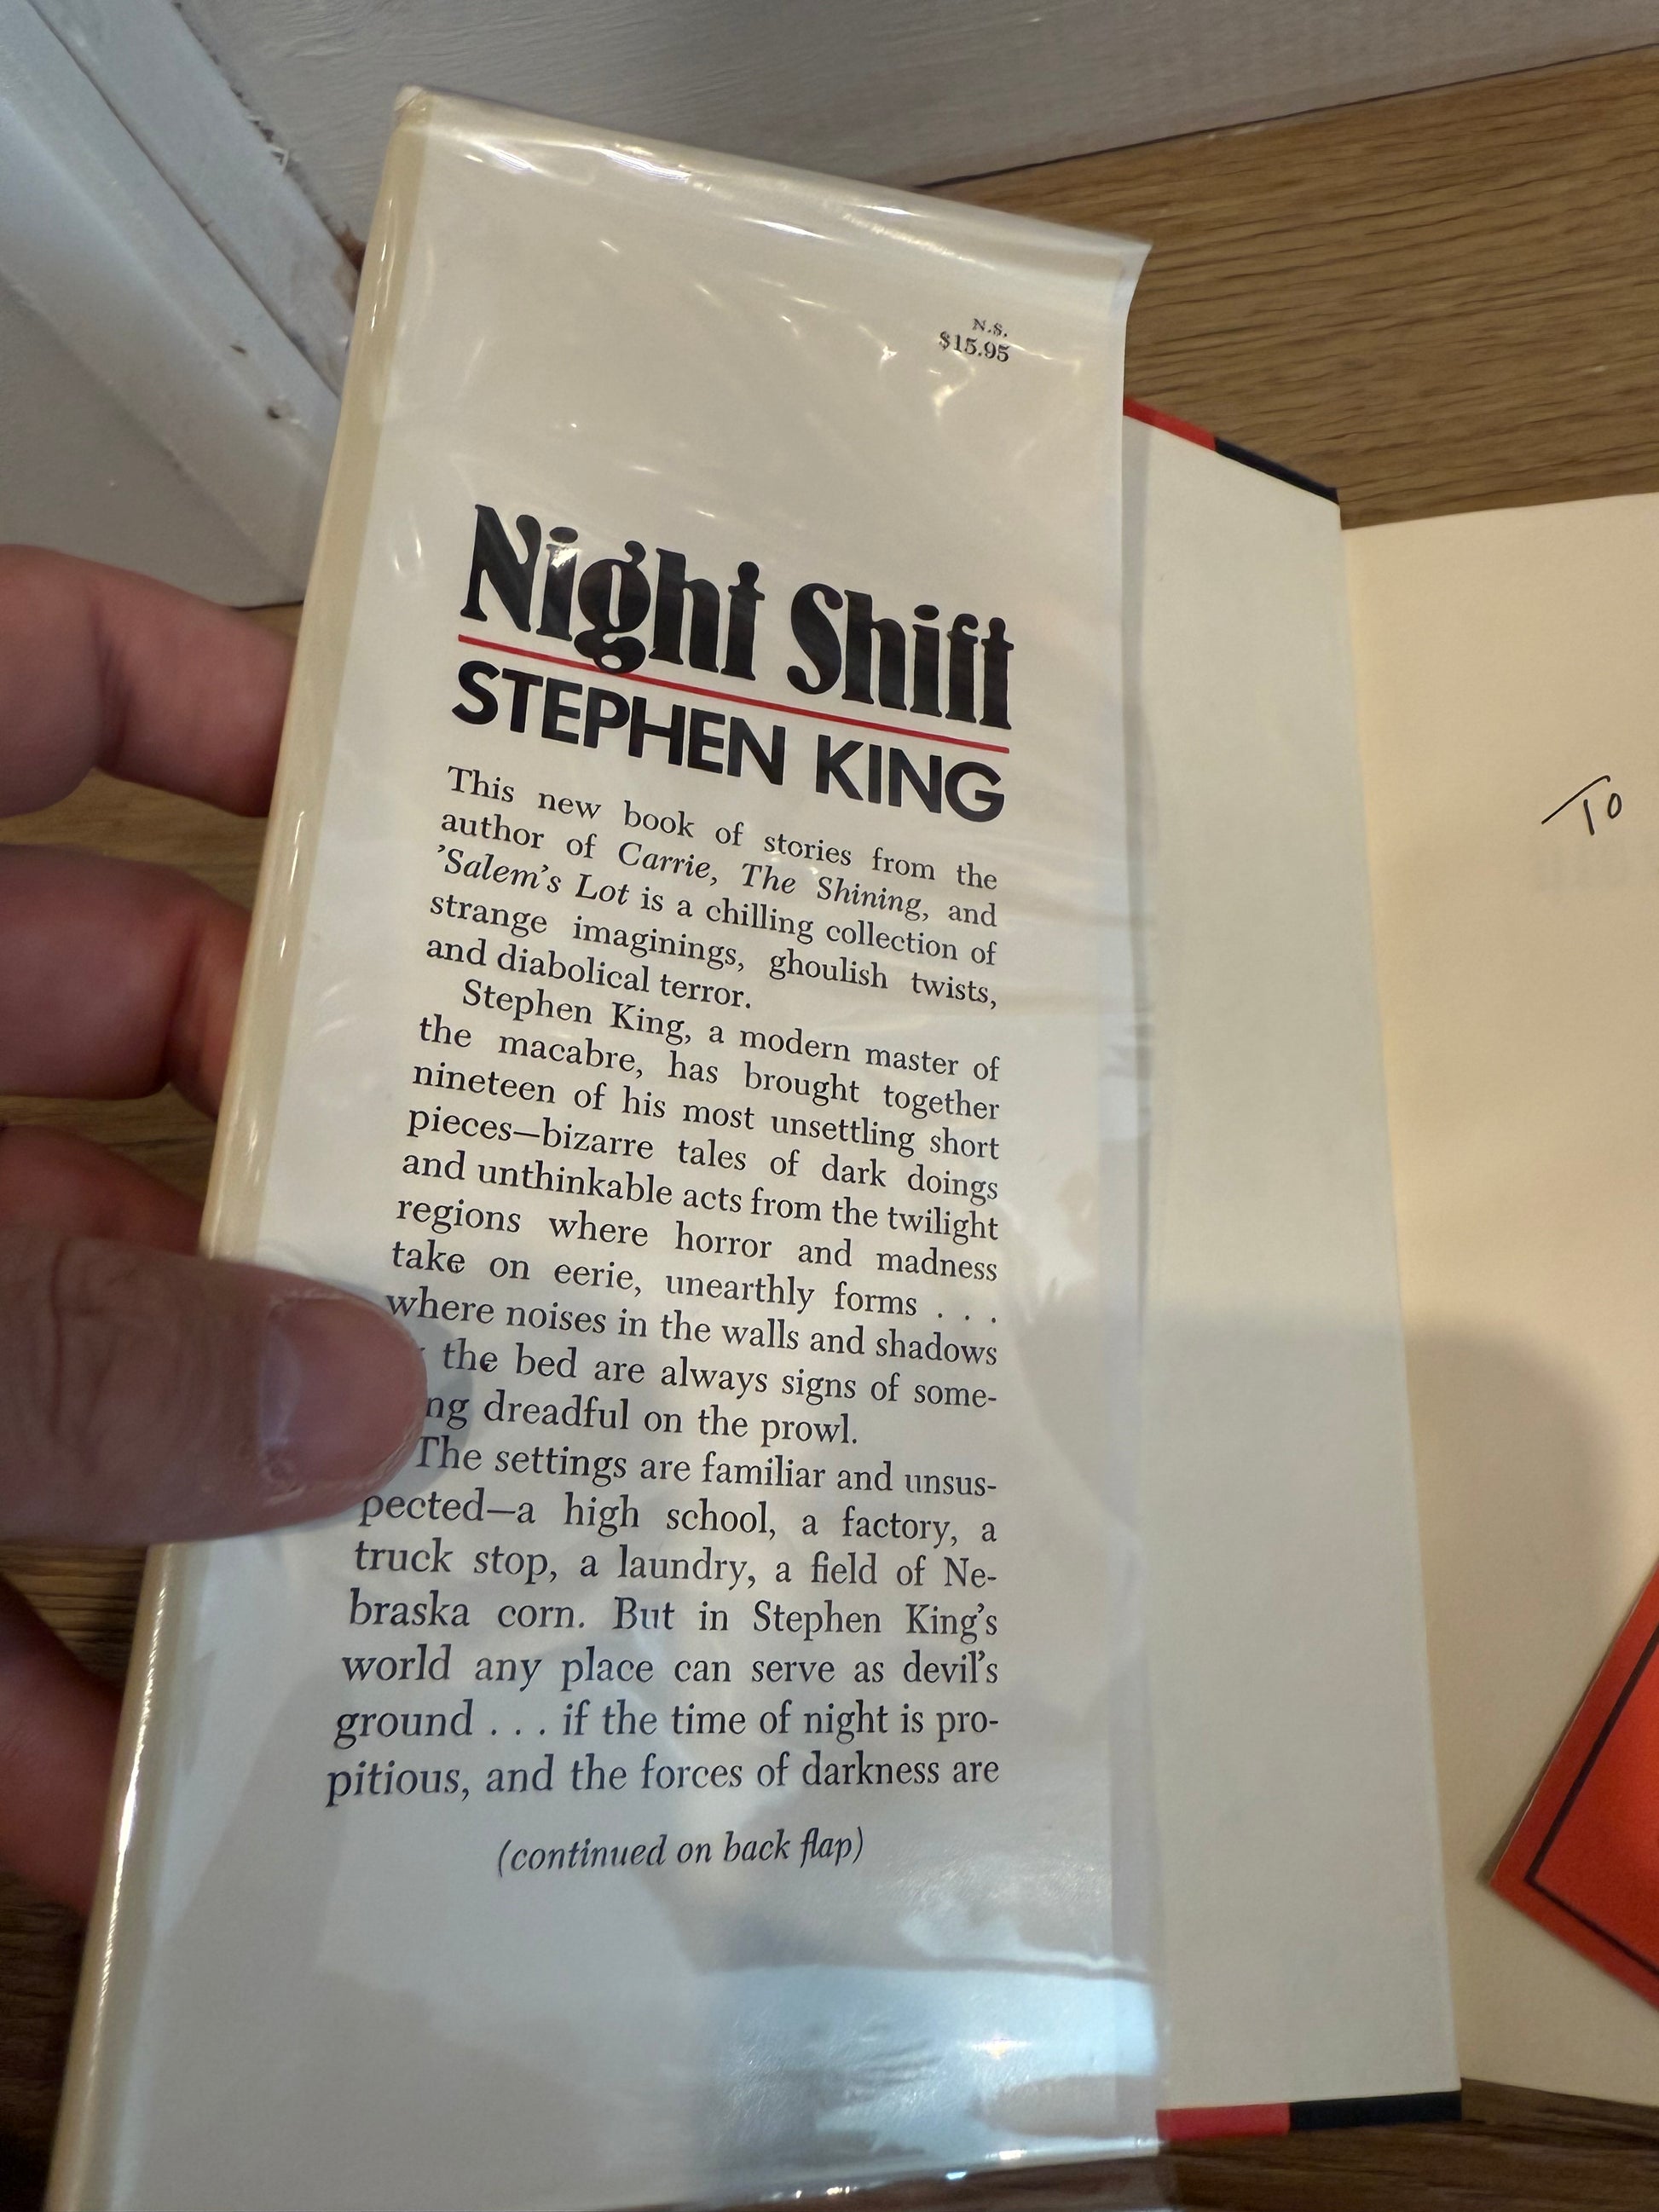 N.S.
$15.95
Night Shift
STEPHEN KING
This new book of stories from the
author of Carrie, The Shining, and
'Salem's Lot is a chilling collection of
strange imaginings, ghoulish twists,
and diabolical terror.
Stephen King, a modern master of
the macabre, has brought together
nineteen of his most unsettling short
pieces—bizarre tales of dark doings
and unthinkable acts from the twilight
regions where horror and madness
take on eerie, unearthly forms . . .
where noises in the walls and shadows
the bed are always signs of some-
ng dreadful on the prowl.
The settings are familiar and unsus-
pected—a high school, a factory, a
truck stop, a laundry, a field of Ne-
braska corn. But in Stephen King's
world any place can serve as devil's
ground . . . if the time of night is pro-
pitious, and the forces of darkness are
(continued on back flap)
To